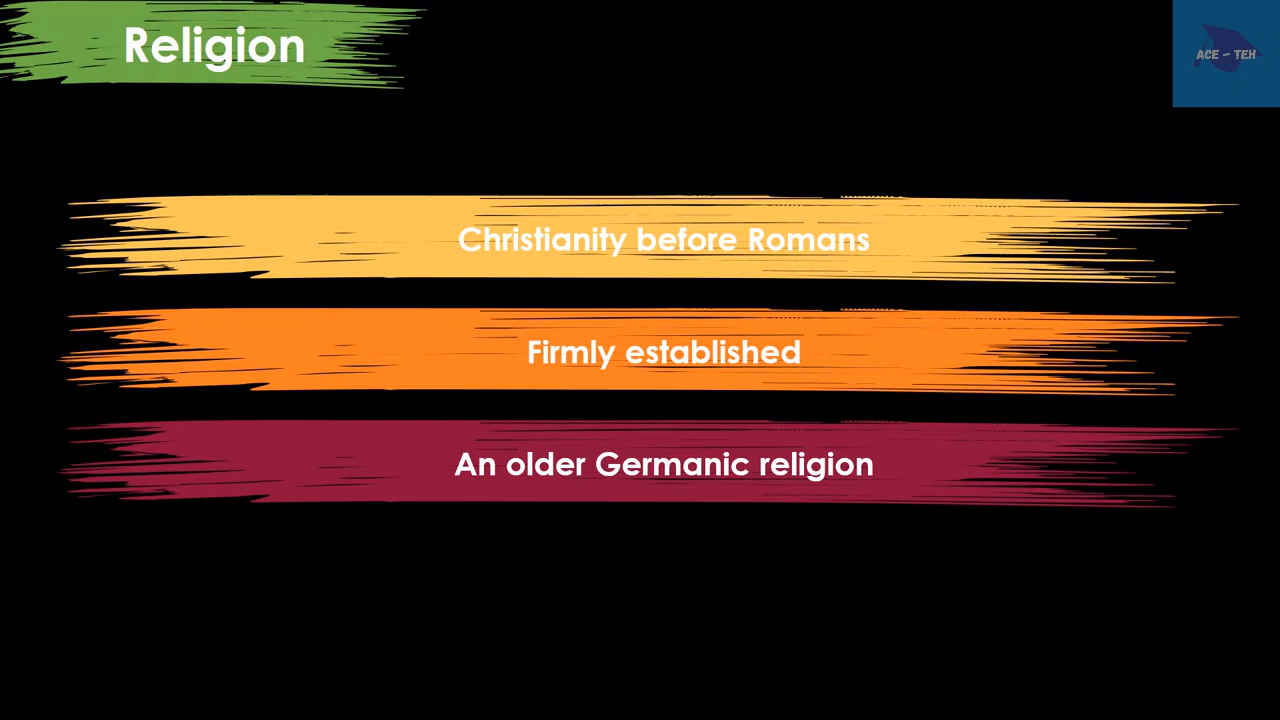 Religion
ACE - TEH
Christianity before Romans
Firmly established
An older Germanic religion